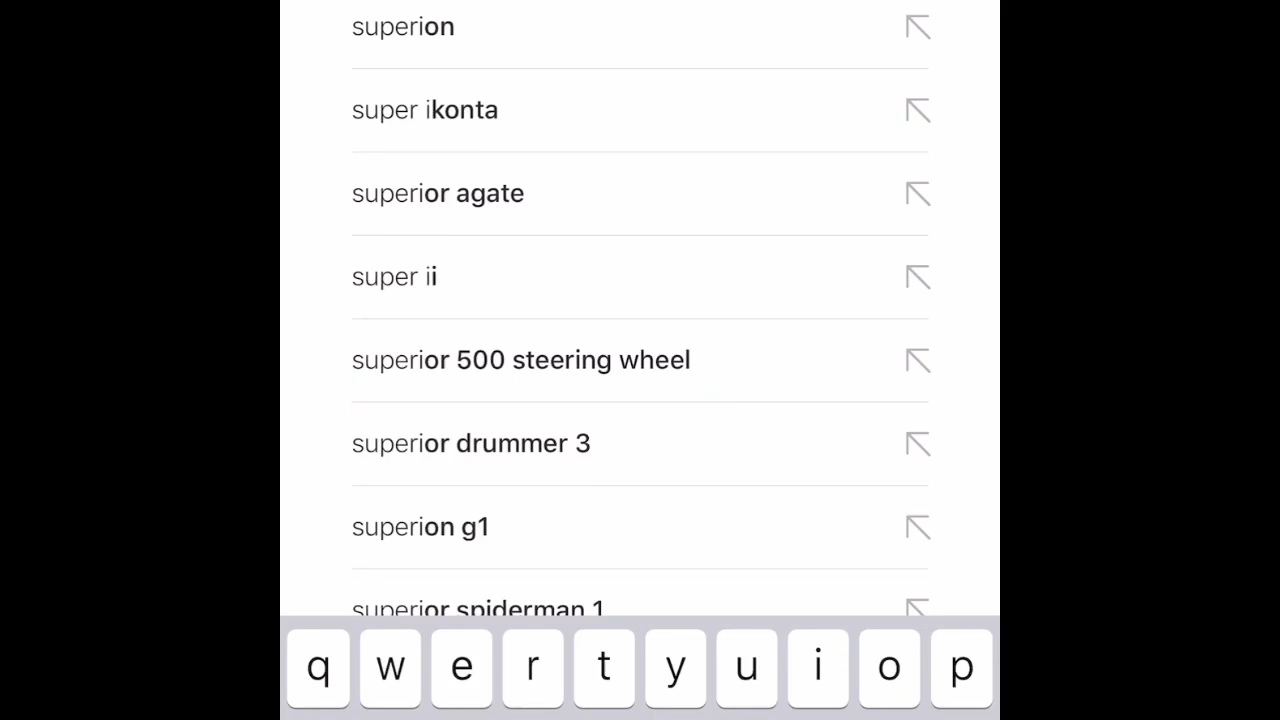 superion
super ikonta
superior agate
super ii
superior 500 steering wheel
superior drummer 3
superion g1
superior spiderman 1
q w e r t y u i o p